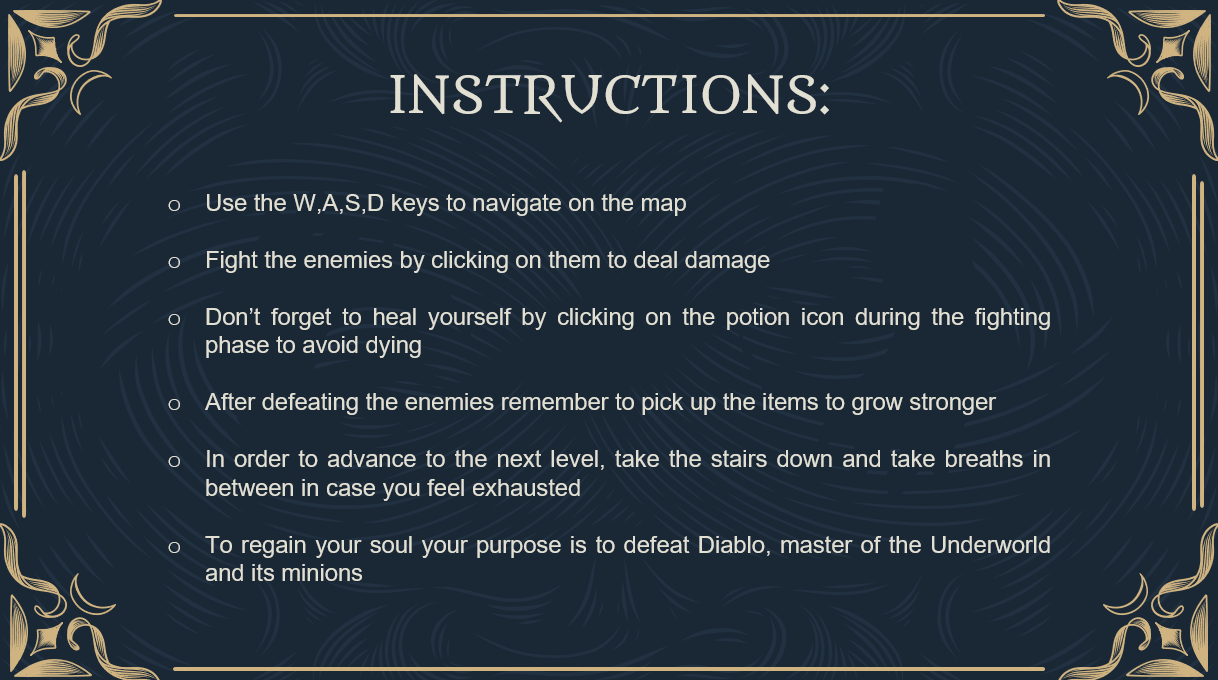 INSTRUCTIONS:
o Use the W,A,S,D keys to navigate on the map
o Fight the enemies by clicking on them to deal damage
o Don’t forget to heal yourself by clicking on the potion icon during the fighting
phase to avoid dying
o After defeating the enemies remember to pick up the items to grow stronger
o In order to advance to the next level, take the stairs down and take breaths in
between in case you feel exhausted
o To regain your soul your purpose is to defeat Diablo, master of the Underworld
and its minions